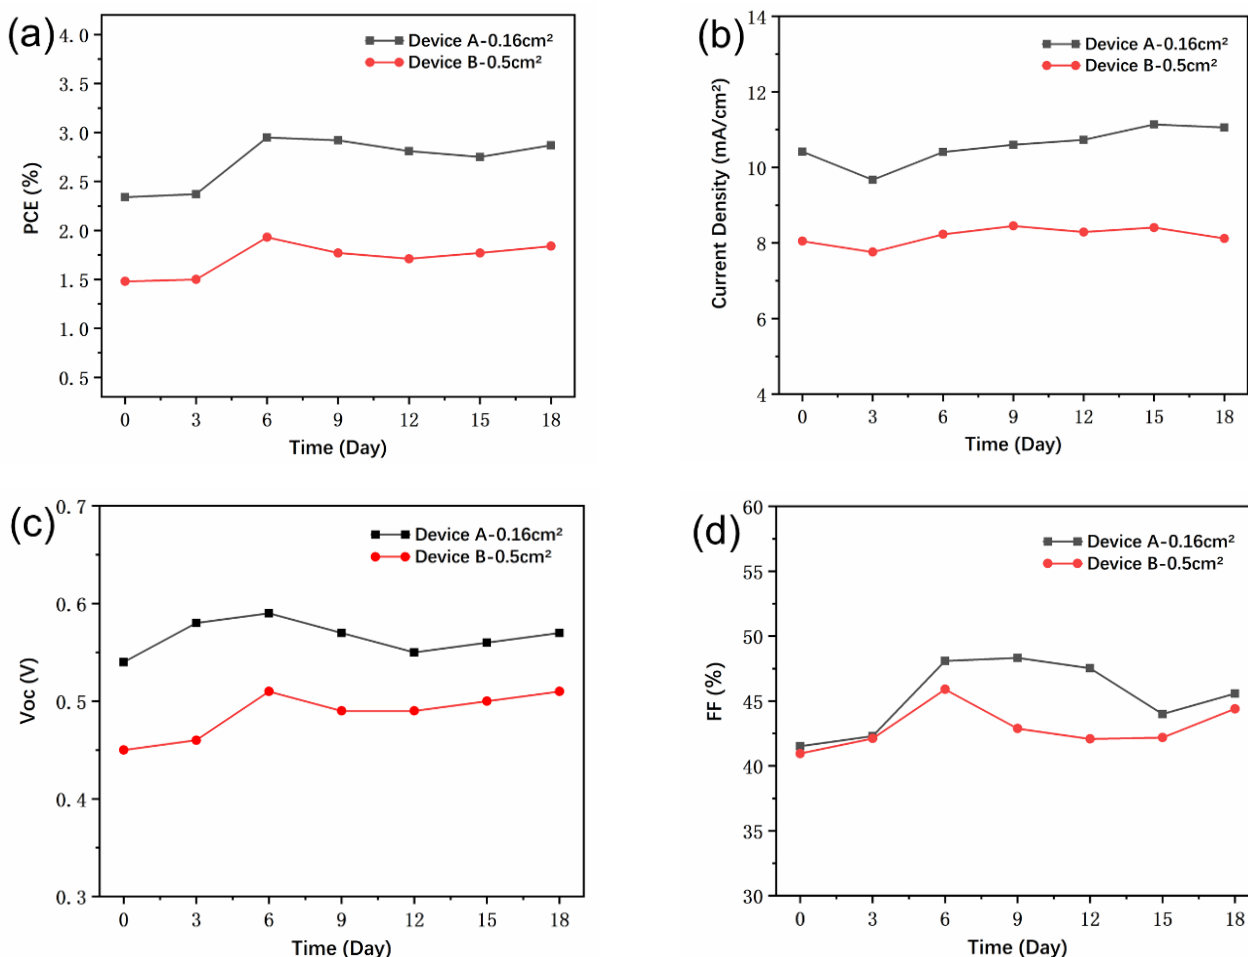 (a)
Device A-0.16cm²
Device B-0.5cm²
4.0
3.5
3.0
2.5
2.0
1.5
1.0
0.5
PCE (%)
0 3 6 9 12 15 18
Time (Day)
(b)
Device A-0.16cm²
Device B-0.5cm²
14
12
10
8
6
4
Current Density (mA/cm²)
0 3 6 9 12 15 18
Time (Day)
(c)
Device A-0.16cm²
Device B-0.5cm²
0.7
0.6
0.5
0.4
0.3
Voc (V)
0 3 6 9 12 15 18
Time (Day)
(d)
Device A-0.16cm²
Device B-0.5cm²
60
55
50
45
40
35
30
FF (%)
0 3 6 9 12 15 18
Time (Day)